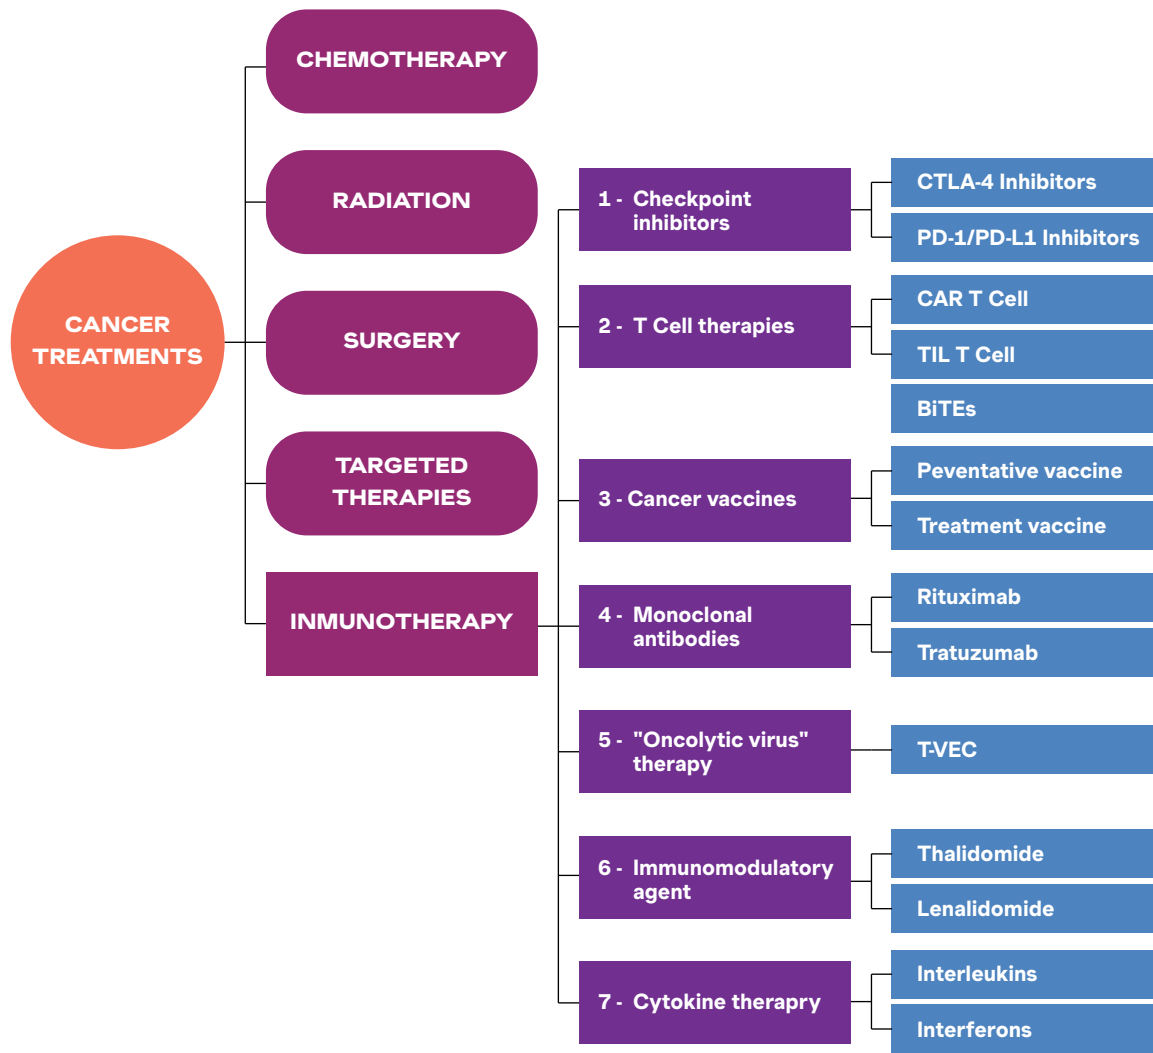 CANCER
TREATMENTS
CHEMOTHERAPY
RADIATION
SURGERY
TARGETED
THERAPIES
INMUNOTHERAPY
1 - Checkpoint
inhibitors
CTLA-4 Inhibitors
PD-1/PD-L1 Inhibitors
2 - T Cell therapies
CAR T Cell
TIL T Cell
BiTEs
3 - Cancer vaccines
Peventative vaccine
Treatment vaccine
4 - Monoclonal
antibodies
Rituximab
Tratuzumab
5 - "Oncolytic virus"
therapy
T-VEC
6 - Immunomodulatory
agent
Thalidomide
Lenalidomide
7 - Cytokine therapry
Interleukins
Interferons